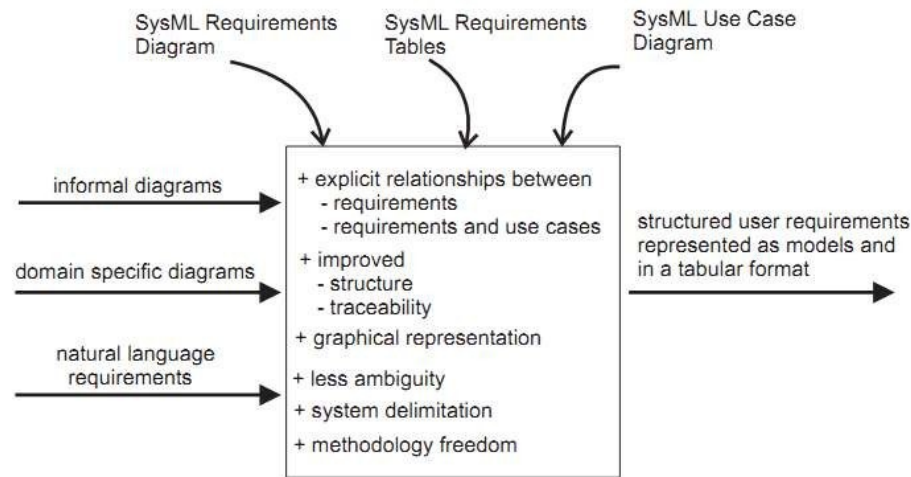 SysML Requirements
Diagram
SysML Requirements
Tables
SysML Use Case
Diagram
informal diagrams
domain specific diagrams
natural language
requirements
+ explicit relationships between
- requirements
- requirements and use cases
+ improved
- structure
- traceability
+ graphical representation
+ less ambiguity
+ system delimitation
+ methodology freedom
structured user requirements
represented as models and
in a tabular format